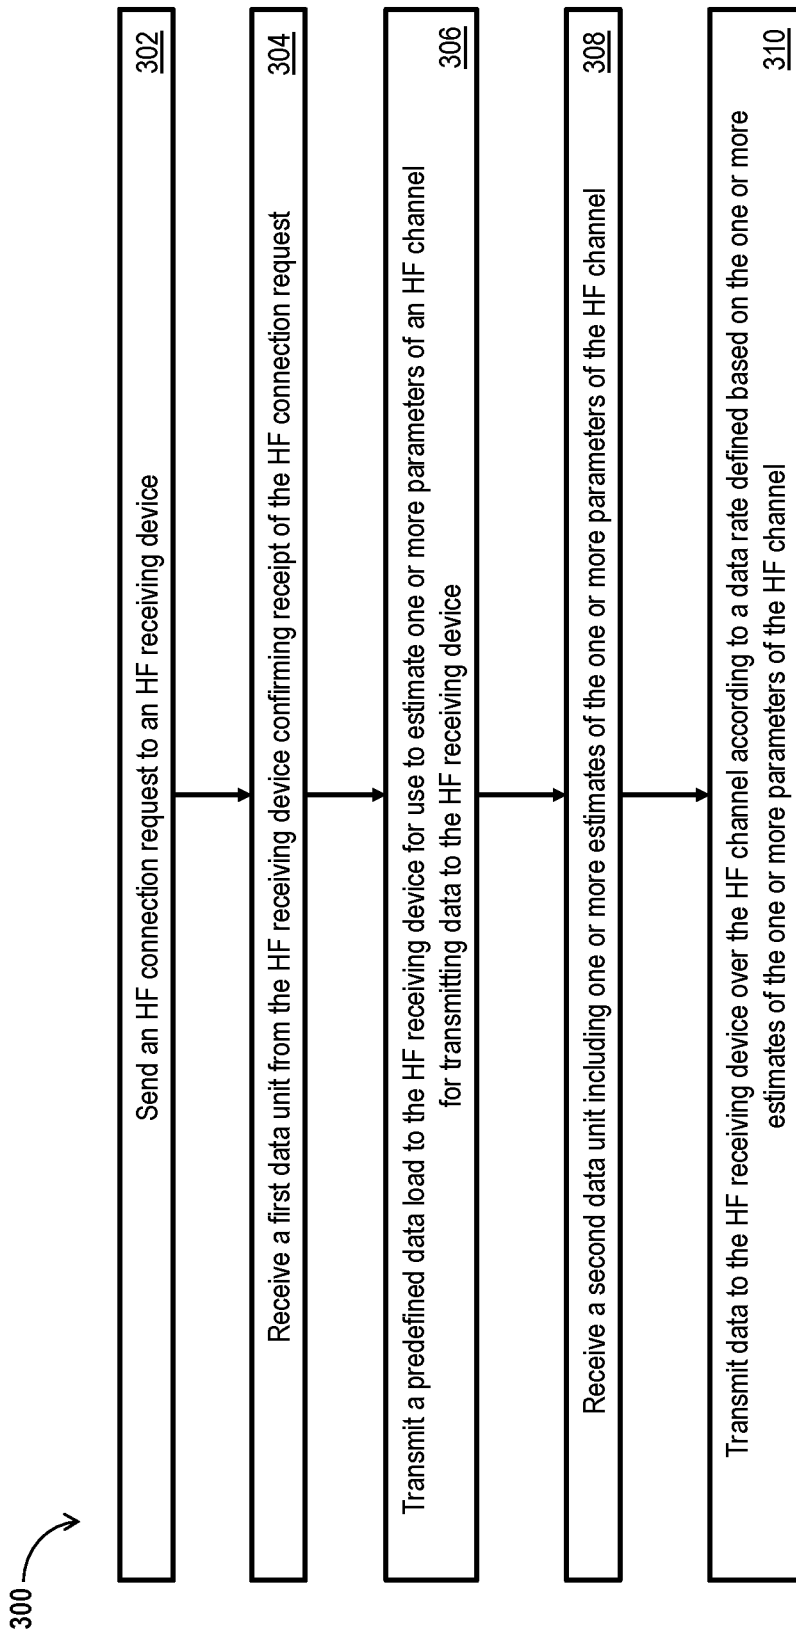 300
Send an HF connection request to an HF receiving device
302
Receive a first data unit from the HF receiving device confirming receipt of the HF connection request
304
Transmit a predefined data load to the HF receiving device for use to estimate one or more parameters of an HF channel
for transmitting data to the HF receiving device
306
Receive a second data unit including one or more estimates of the one or more parameters of the HF channel
308
Transmit data to the HF receiving device over the HF channel according to a data rate defined based on the one or more
estimates of the one or more parameters of the HF channel
310